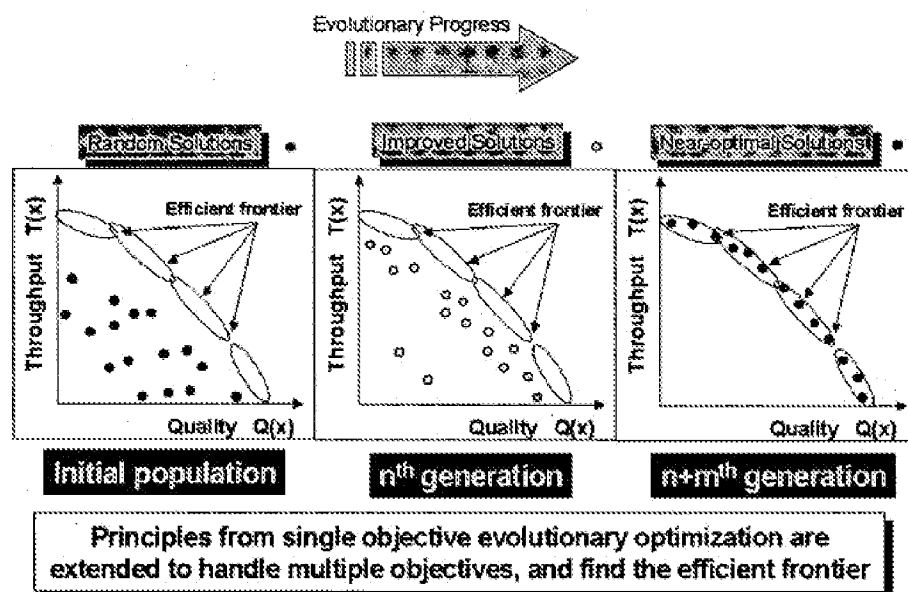 Evolutionary Progress
Random Solutions
Improved Solutions
Near-optimal Solutions
Efficient frontier
Throughput T(x)
Quality Q(x)
Efficient frontier
Throughput T(x)
Quality Q(x)
Efficient frontier
Throughput T(x)
Quality Q(x)
Initial population
nth generation
n+mth generation
Principles from single objective evolutionary optimization are
extended to handle multiple objectives, and find the efficient frontier